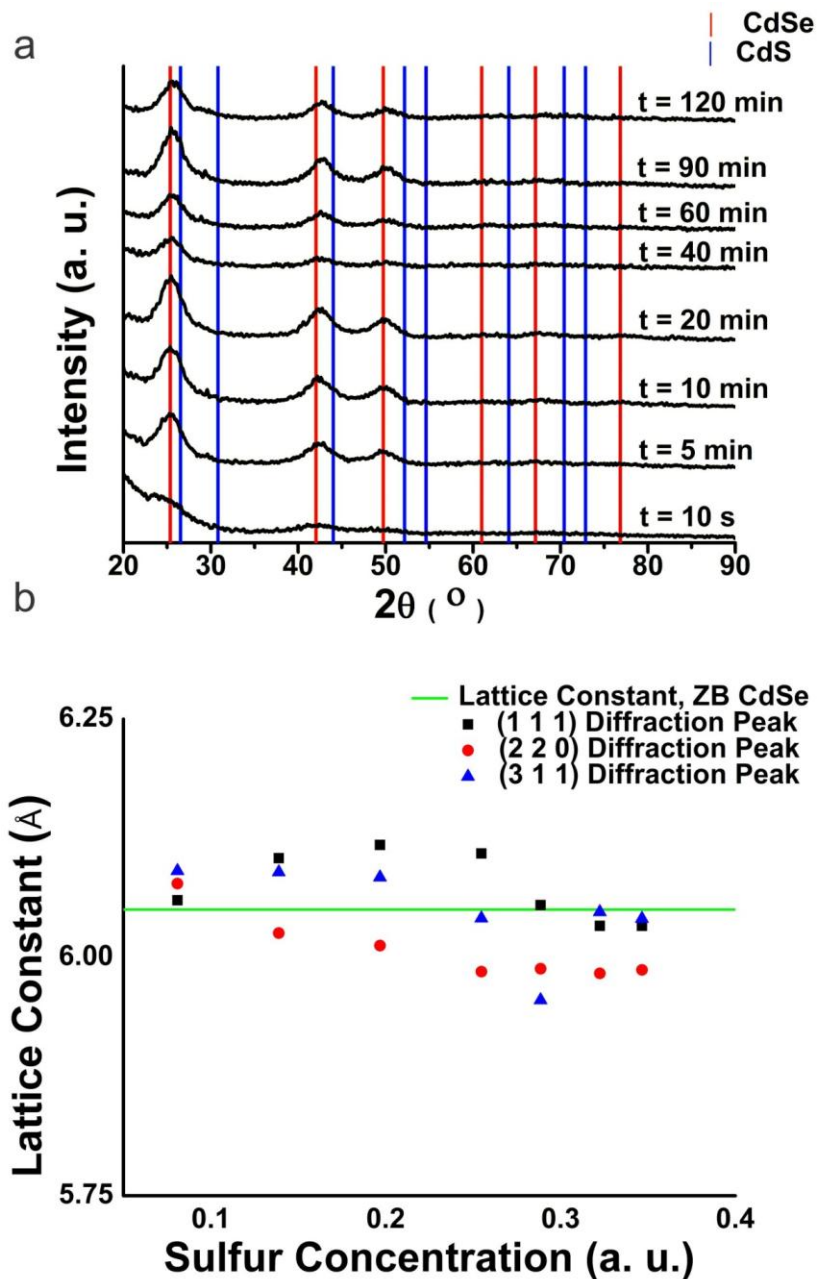 a
CdSe
CdS
t = 120 min
t = 90 min
t = 60 min
t = 40 min
t = 20 min
t = 10 min
t = 5 min
t = 10 s
Intensity (a. u.)
20 30 40 50 60 70 80 90
2θ ( O )
b
Lattice Constant, ZB CdSe
(1 1 1) Diffraction Peak
(2 2 0) Diffraction Peak
(3 1 1) Diffraction Peak
6.25
6.00
5.75
Lattice Constant (Å)
0.1 0.2 0.3 0.4
Sulfur Concentration (a. u.)